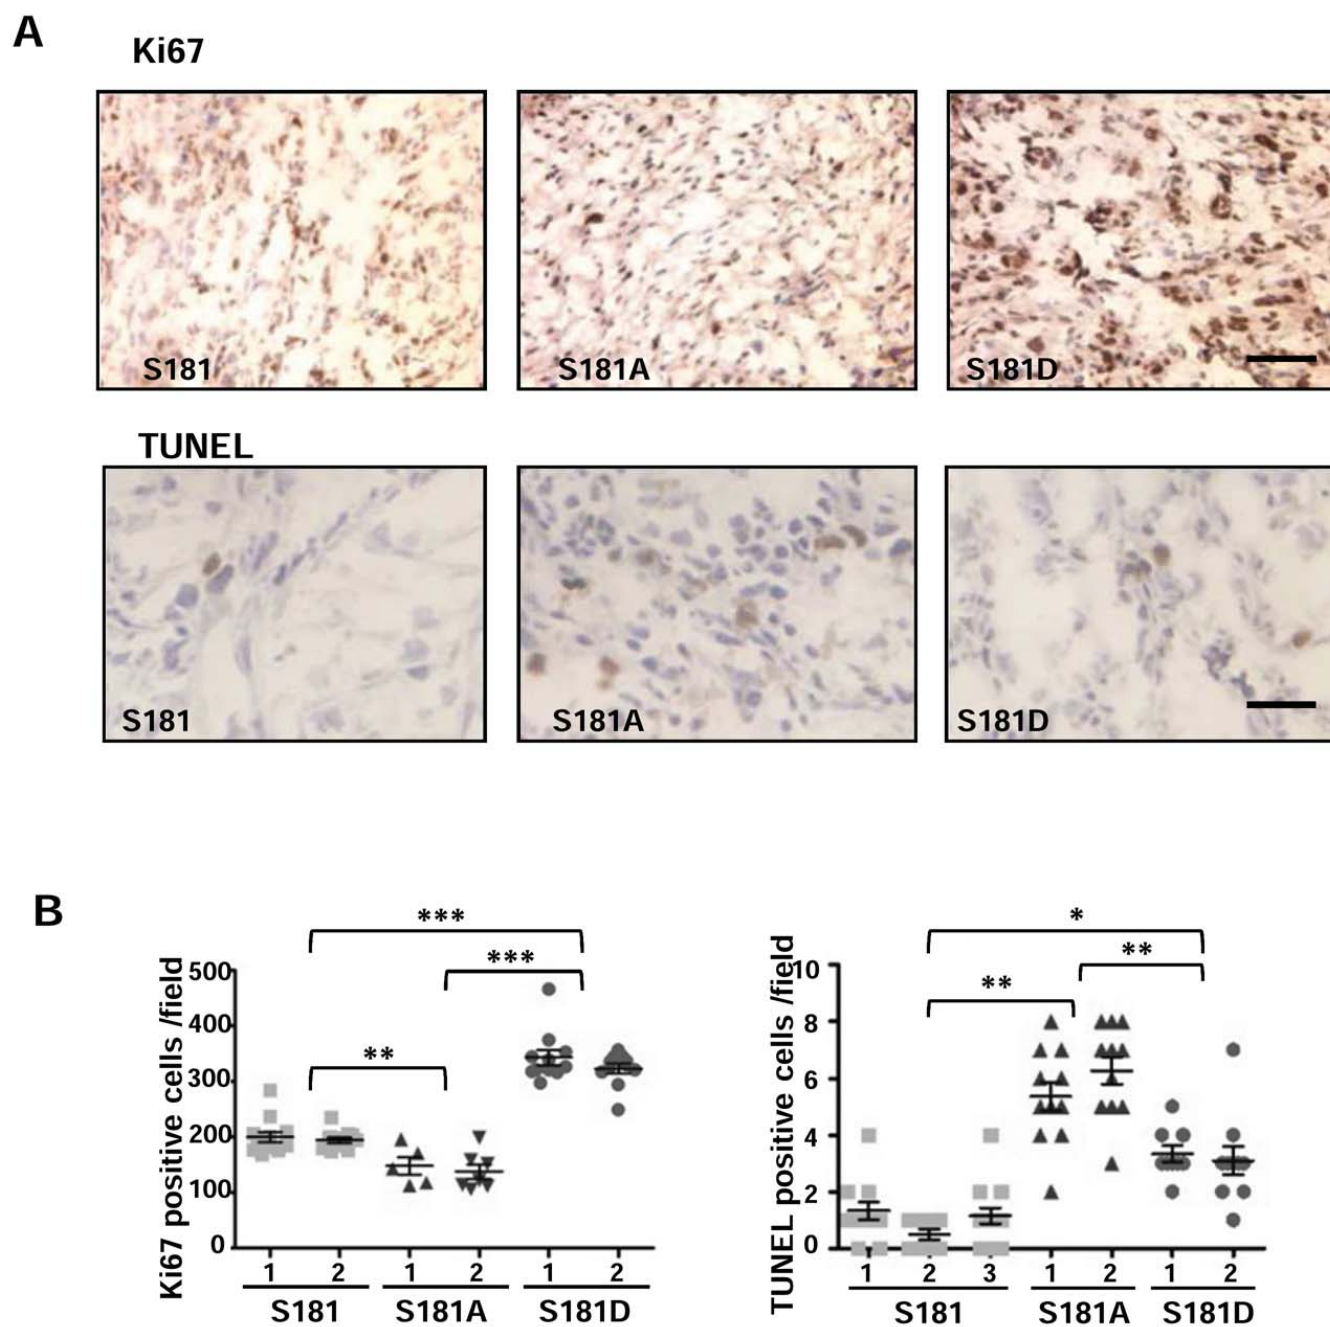 A
Ki67
S181
S181A
S181D
TUNEL
S181
S181A
S181D
B
***
***
**
Ki67 positive cells /field
500
400
300
200
100
0
1 2 1 2 1 2
S181 S181A S181D
*
**
**
TUNEL positive cells /field
10
8
6
4
2
0
1 2 3 1 2 1 2
S181 S181A S181D